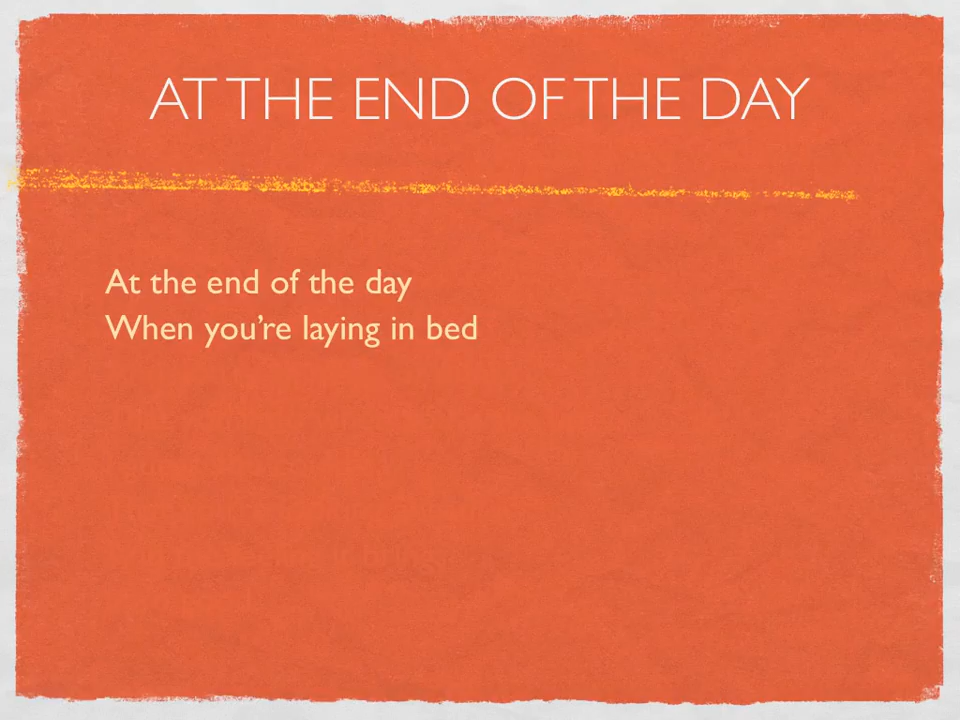 AT THE END OF THE DAY
At the end of the day
When you're laying in bed